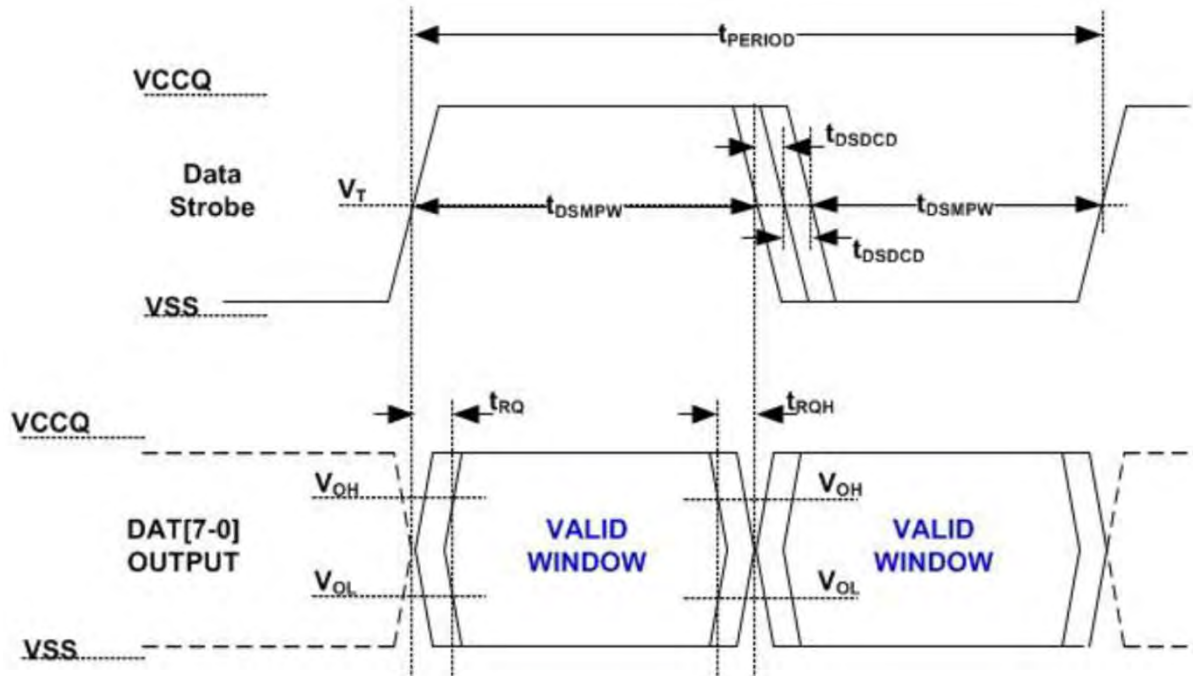 tPERIOD
VCCQ
tDSDCD
Data
Strobe
VT
tDSMPW
tDSMPW
tDSDCD
VSS
tRQ
tRQH
VCCQ
VOH
VOH
DAT[7-0]
OUTPUT
VALID
WINDOW
VALID
WINDOW
VOL
VOL
VSS